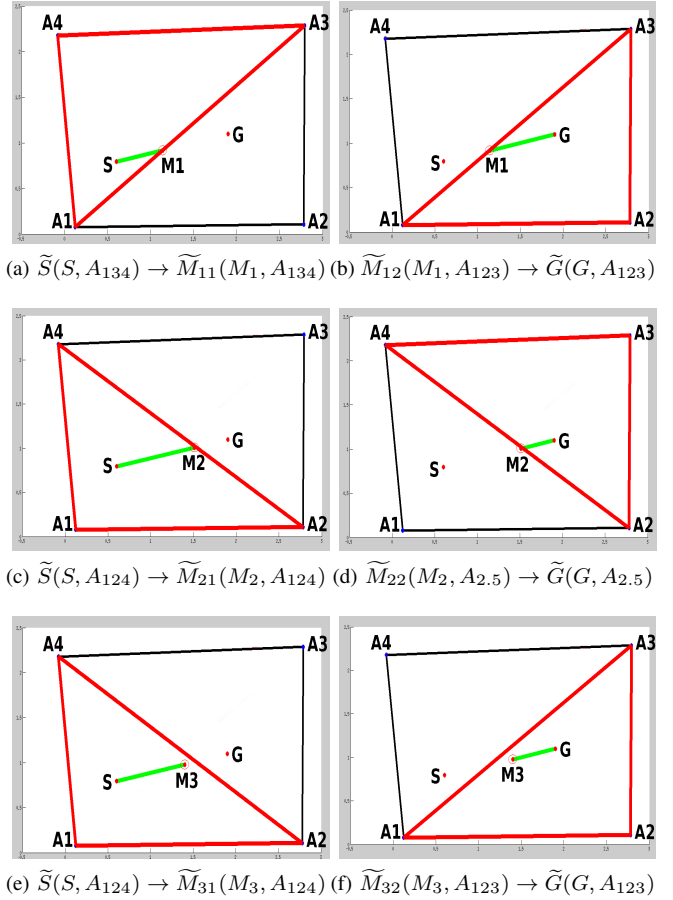 A4 A3 A4 A3
S M1 G S M1 G
A1 A2 A1 A2
(a) S̃(S, A₁₃₄) → M̃₁₁(M₁, A₁₃₄) (b) M̃₁₂(M₁, A₁₂₃) → G̃(G, A₁₂₃)
A4 A3 A4 A3
S M2 G S M2 G
A1 A2 A1 A2
(c) S̃(S, A₁₂₄) → M̃₂₁(M₂, A₁₂₄) (d) M̃₂₂(M₂, A₂.₅) → G̃(G, A₂.₅)
A4 A3 A4 A3
S M3 G S M3 G
A1 A2 A1 A2
(e) S̃(S, A₁₂₄) → M̃₃₁(M₃, A₁₂₄) (f) M̃₃₂(M₃, A₁₂₃) → G̃(G, A₁₂₃)